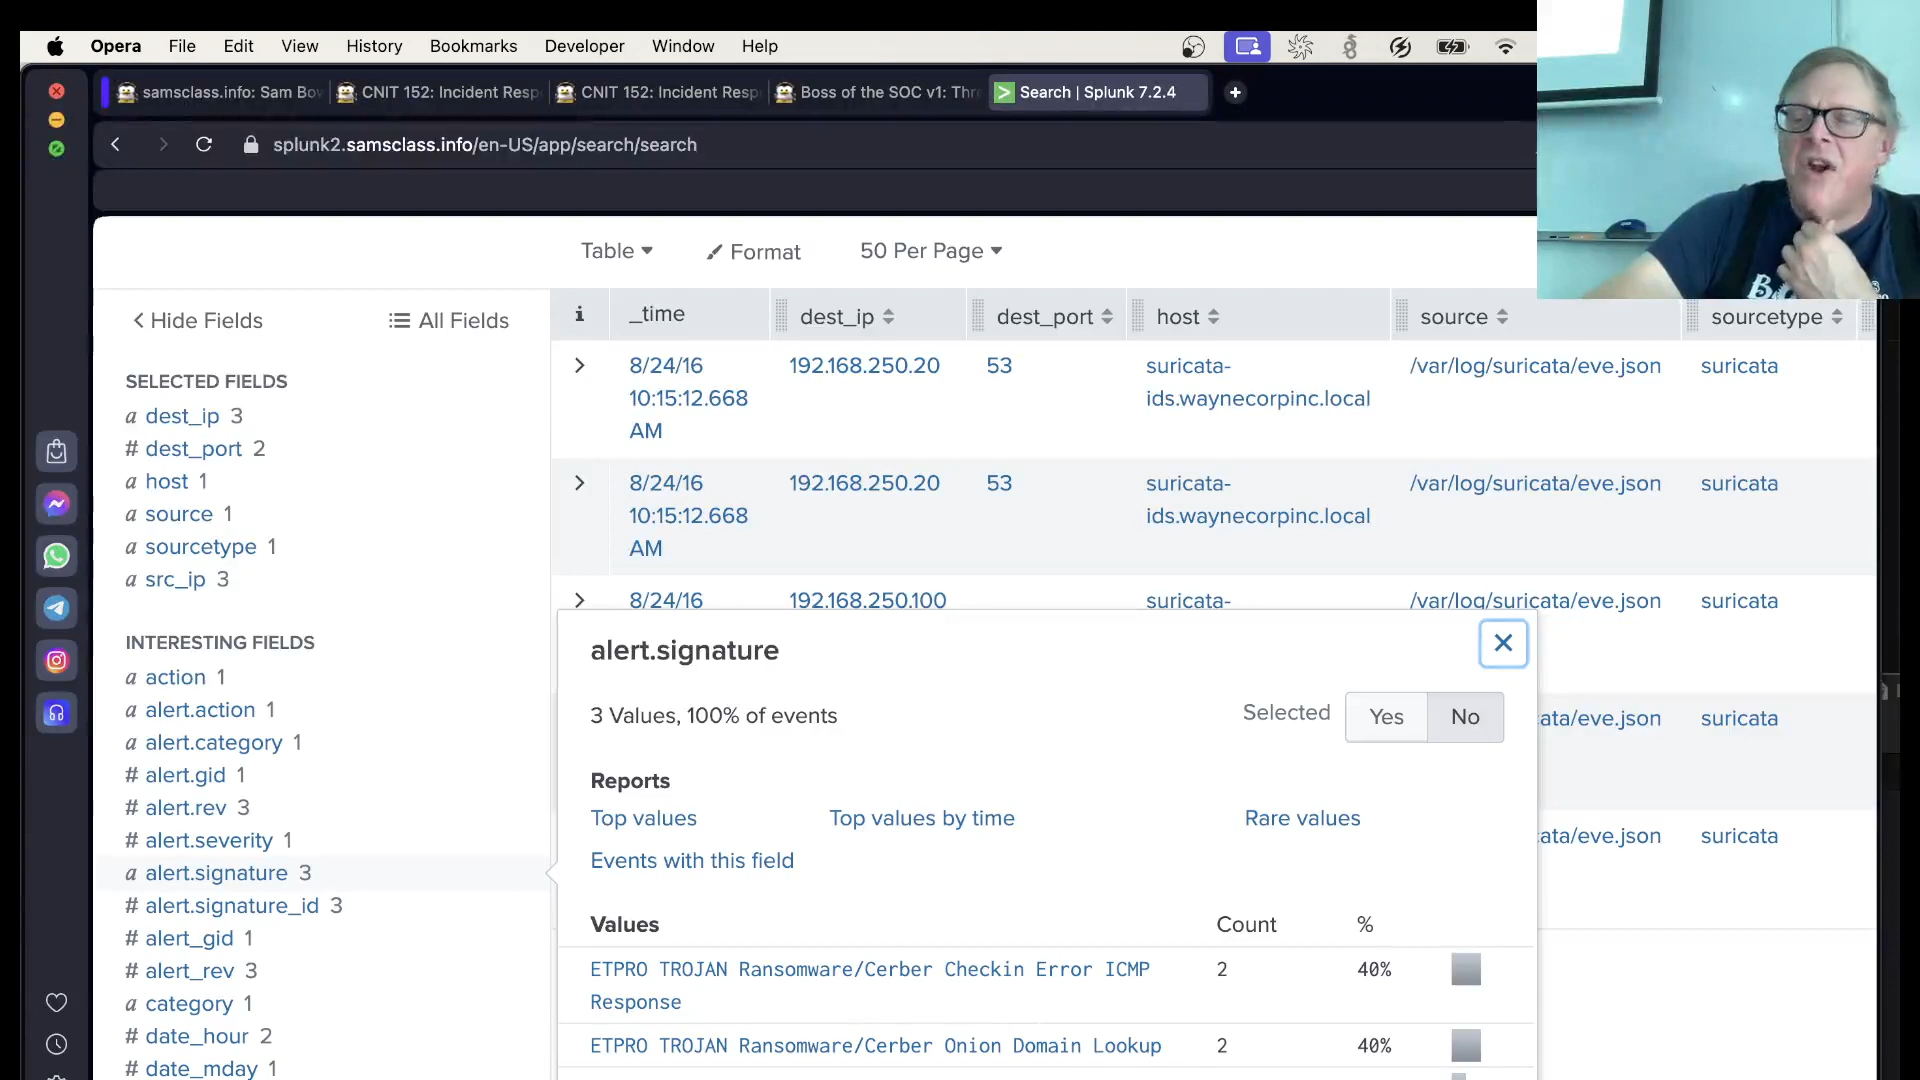 Opera File Edit View History Bookmarks Developer Window Help
samsclass.info: Sam Bow CNIT 152: Incident Resp CNIT 152: Incident Resp Boss of the SOC v1: Thr Search | Splunk 7.2.4
splunk2.samsclass.info/en-US/app/search/search
Table Format 50 Per Page
Hide Fields All Fields
SELECTED FIELDS
a dest_ip 3
# dest_port 2
a host 1
a source 1
a sourcetype 1
a src_ip 3
INTERESTING FIELDS
a action 1
a alert.action 1
a alert.category 1
# alert.gid 1
# alert.rev 3
# alert.severity 1
a alert.signature 3
# alert.signature_id 3
# alert_gid 1
# alert_rev 3
a category 1
# date_hour 2
# date_mday 1
i _time dest_ip dest_port host source sourcetype
8/24/16 192.168.250.20 53 suricata- /var/log/suricata/eve.json suricata
10:15:12.668 ids.waynecorpinc.local
AM
8/24/16 192.168.250.20 53 suricata- /var/log/suricata/eve.json suricata
10:15:12.668 ids.waynecorpinc.local
AM
8/24/16 192.168.250.100 suricata- /var/log/suricata/eve.json suricata
ata/eve.json suricata
ata/eve.json suricata
alert.signature
3 Values, 100% of events Selected Yes No
Reports
Top values Top values by time Rare values
Events with this field
Values Count %
ETPRO TROJAN Ransomware/Cerber Checkin Error ICMP 2 40%
Response
ETPRO TROJAN Ransomware/Cerber Onion Domain Lookup 2 40%